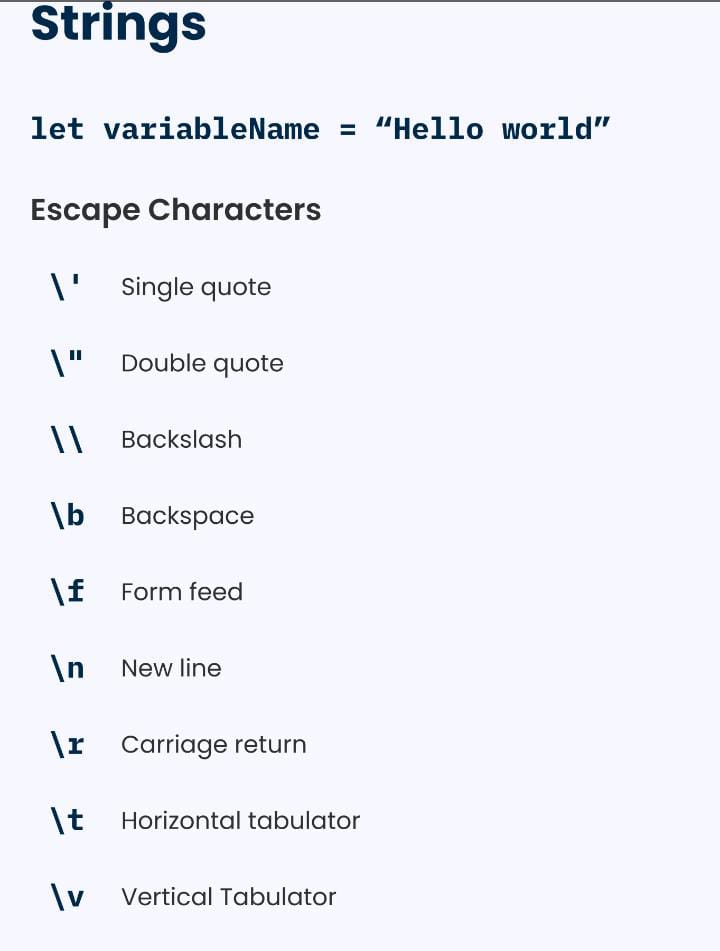 Strings
let variableName = “Hello world”
Escape Characters
\' Single quote
\" Double quote
\\ Backslash
\b Backspace
\f Form feed
\n New line
\r Carriage return
\t Horizontal tabulator
\v Vertical Tabulator